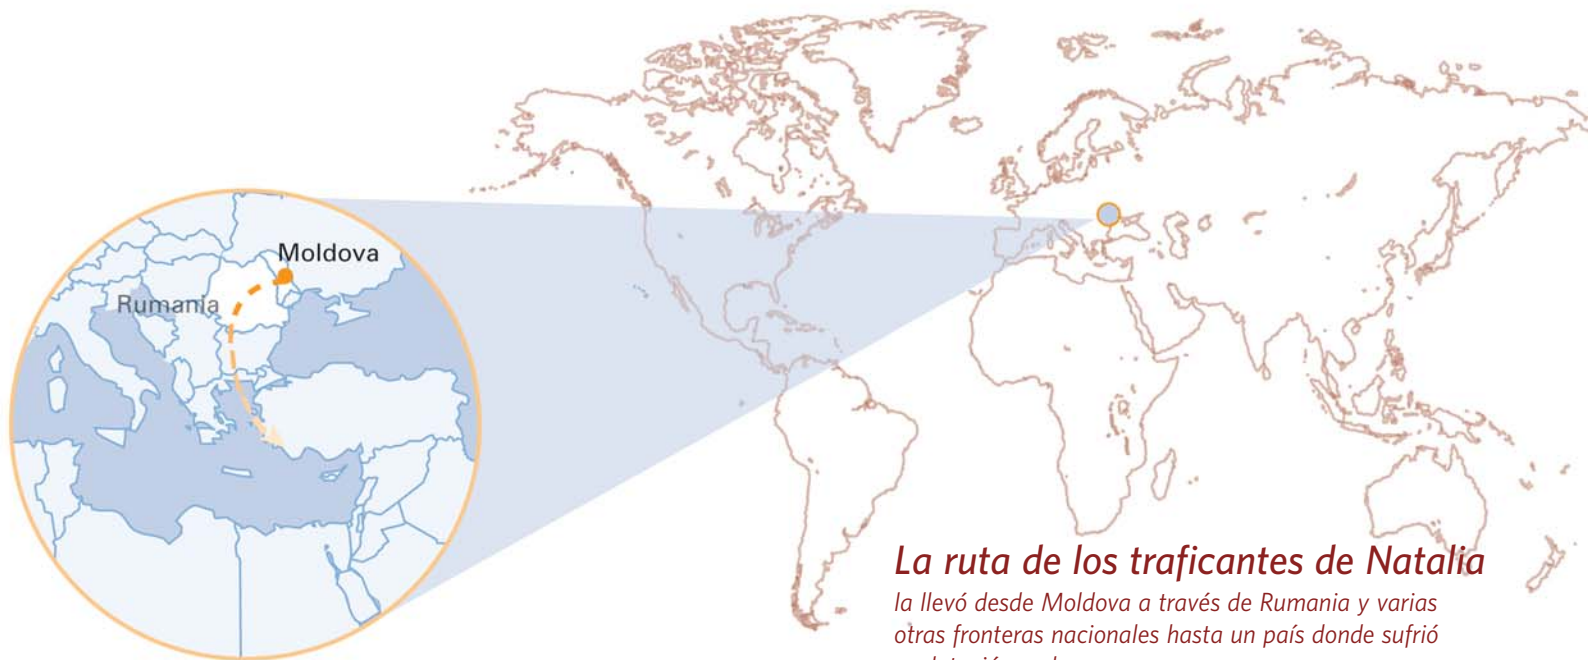 Moldova
Rumania
La ruta de los traficantes de Natalia
la llevó desde Moldova a través de Rumania y varias
otras fronteras nacionales hasta un país donde sufrió